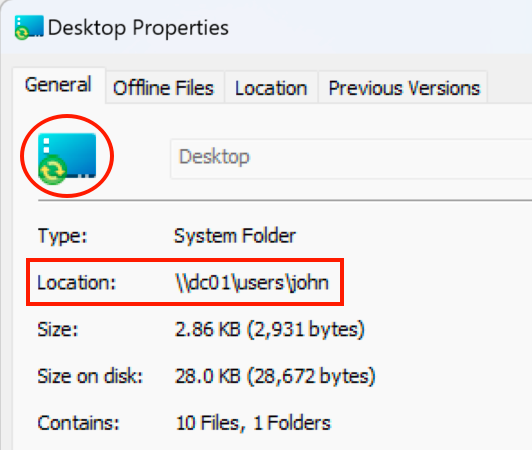 Desktop Properties
General Offline Files Location Previous Versions
Desktop
Type: System Folder
Location: \\dc01\users\john
Size: 2.86 KB (2,931 bytes)
Size on disk: 28.0 KB (28,672 bytes)
Contains: 10 Files, 1 Folders